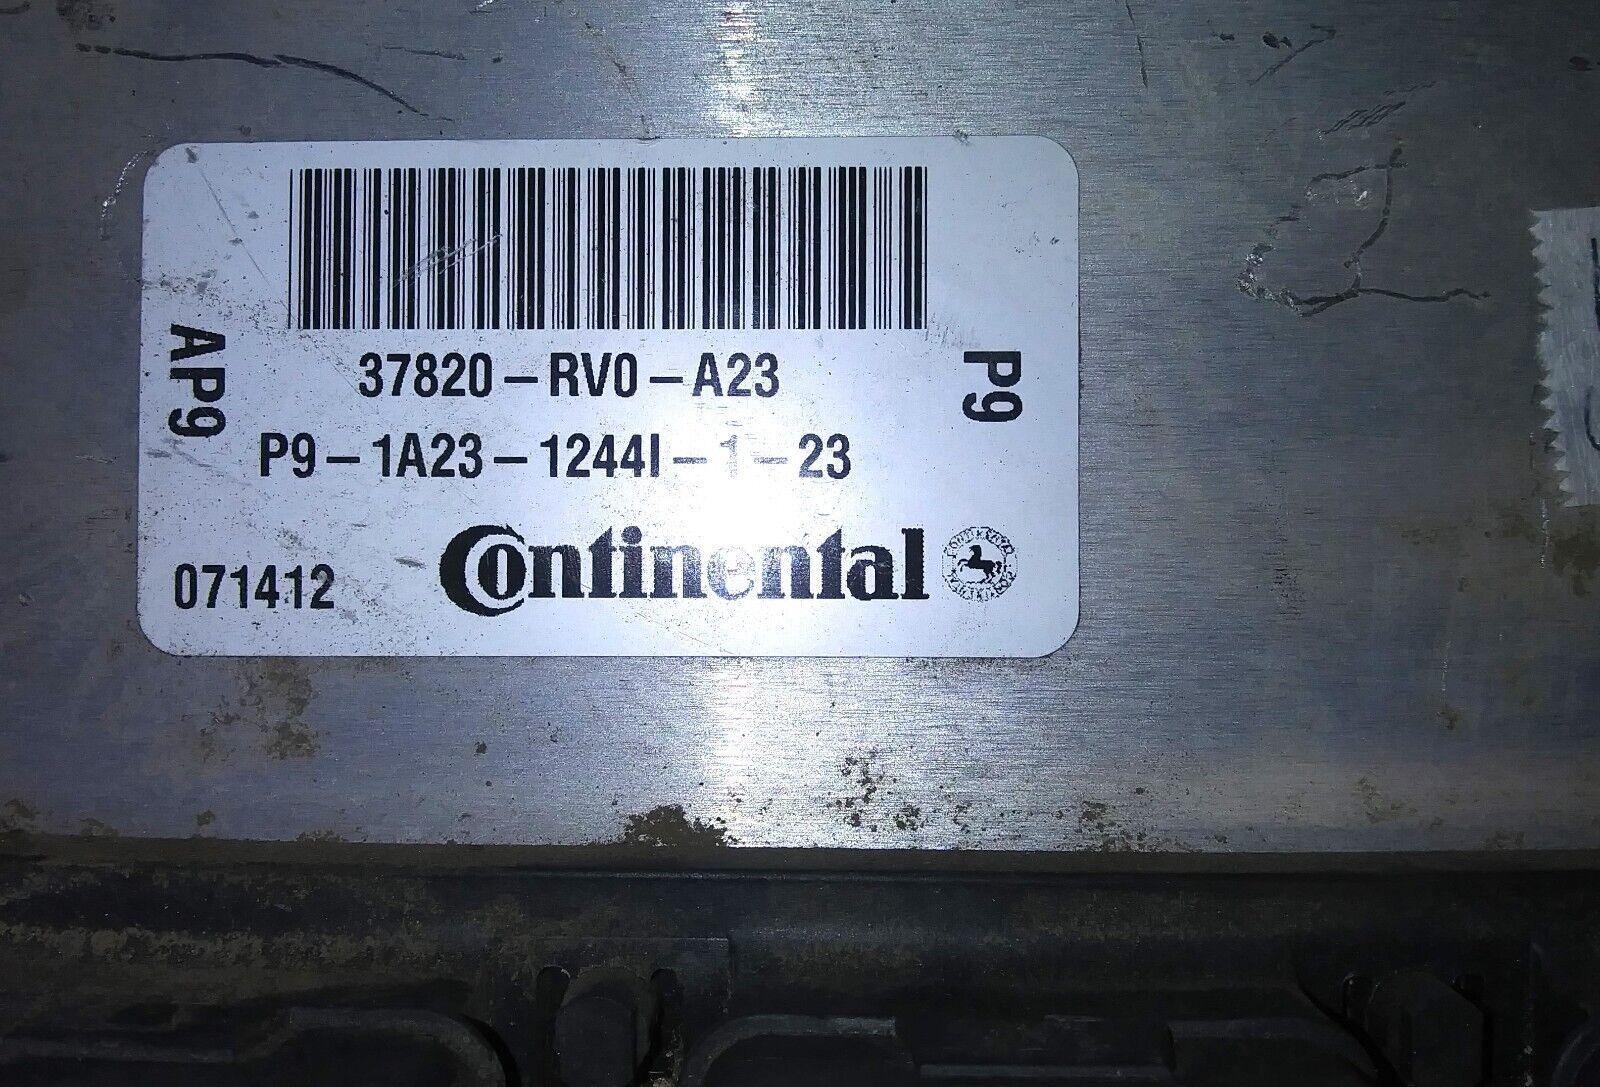 37820-RV0-A23
P9-1A23-1244I-1-23
AP9
P9
071412
Continental